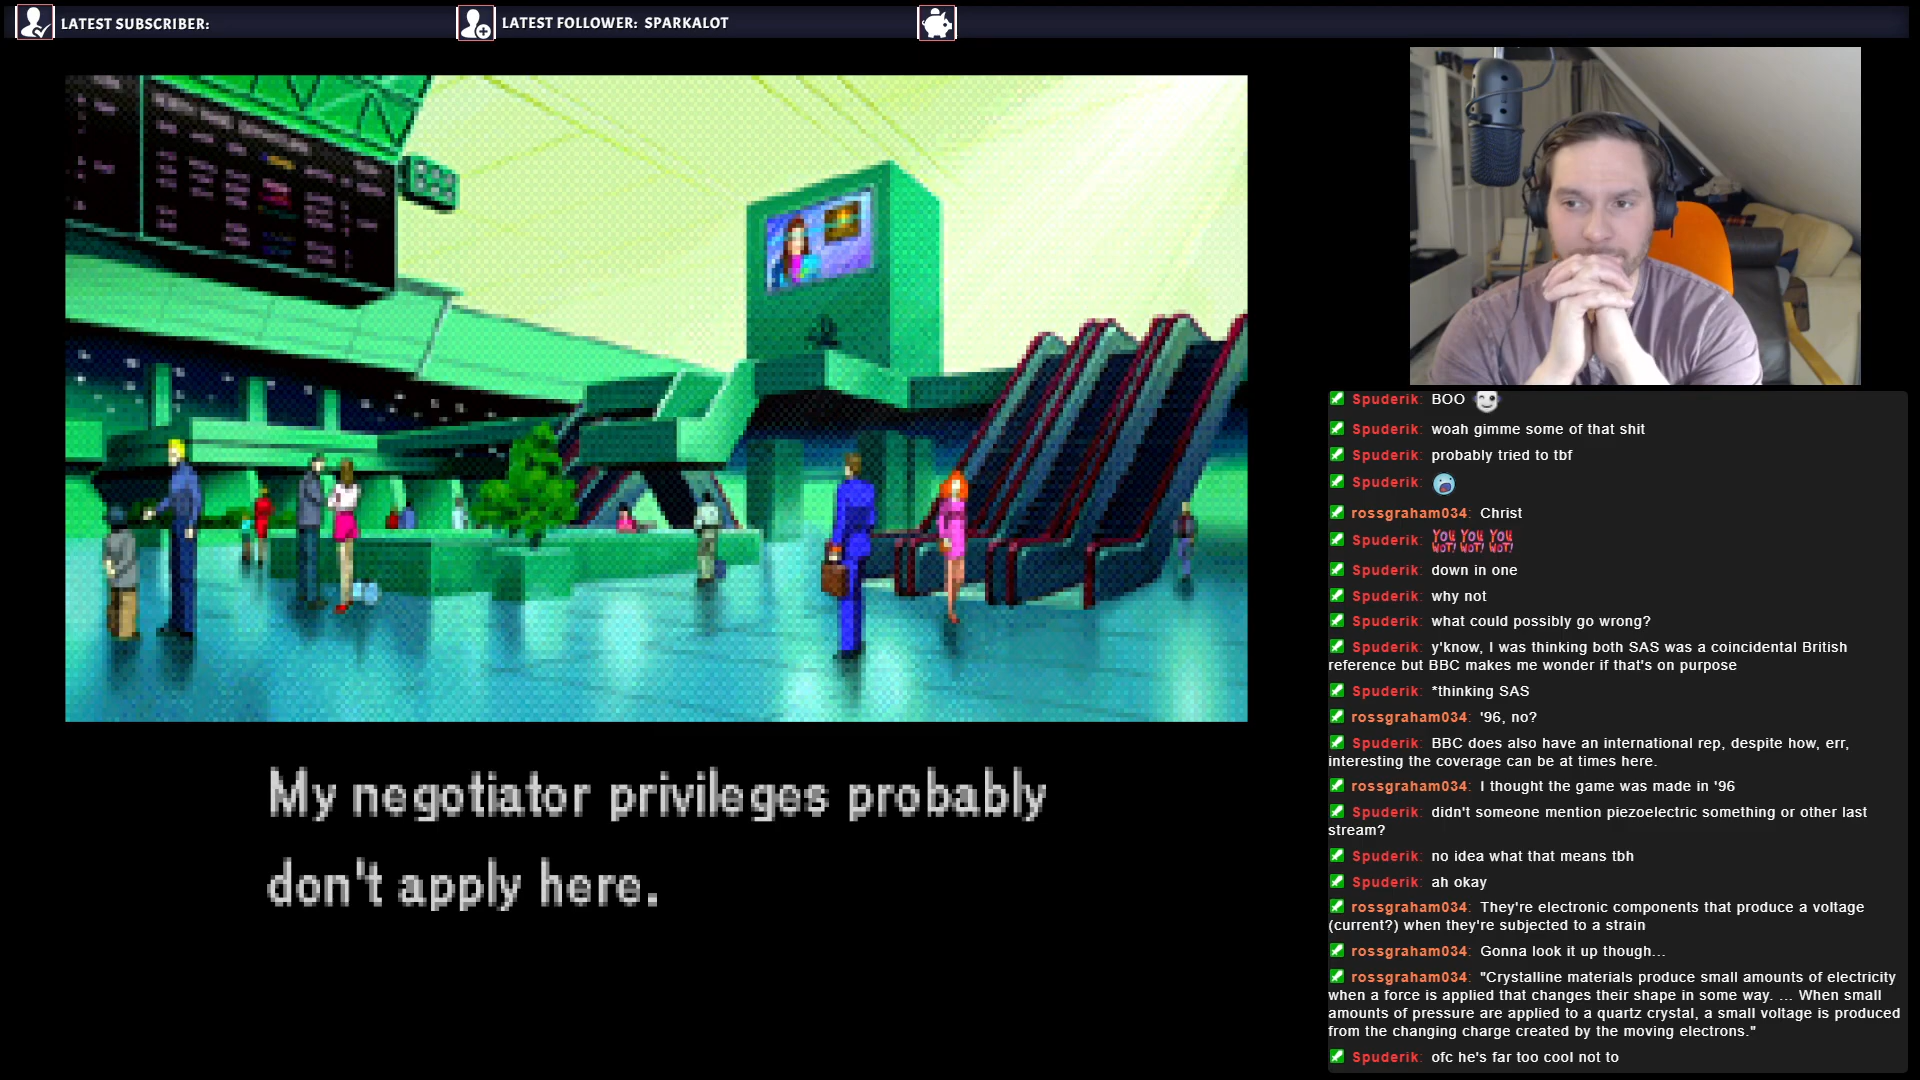 LATEST SUBSCRIBER:
LATEST FOLLOWER: SPARKALOT
My negotiator privileges probably
don't apply here.
Spuderik: BOO
Spuderik: woah gimme some of that shit
Spuderik: probably tried to tbf
Spuderik:
rossgraham034: Christ
Spuderik: YOU WOT! YOU WOT! YOU WOT!
Spuderik: down in one
Spuderik: why not
Spuderik: what could possibly go wrong?
Spuderik: y'know, I was thinking both SAS was a coincidental British
reference but BBC makes me wonder if that's on purpose
Spuderik: *thinking SAS
rossgraham034: '96, no?
Spuderik: BBC does also have an international rep, despite how, err,
interesting the coverage can be at times here.
rossgraham034: I thought the game was made in '96
Spuderik: didn't someone mention piezoelectric something or other last
stream?
Spuderik: no idea what that means tbh
Spuderik: ah okay
rossgraham034: They're electronic components that produce a voltage
(current?) when they're subjected to a strain
rossgraham034: Gonna look it up though...
rossgraham034: "Crystalline materials produce small amounts of electricity
when a force is applied that changes their shape in some way. ... When small
amounts of pressure are applied to a quartz crystal, a small voltage is produced
from the changing charge created by the moving electrons."
Spuderik: ofc he's far too cool not to